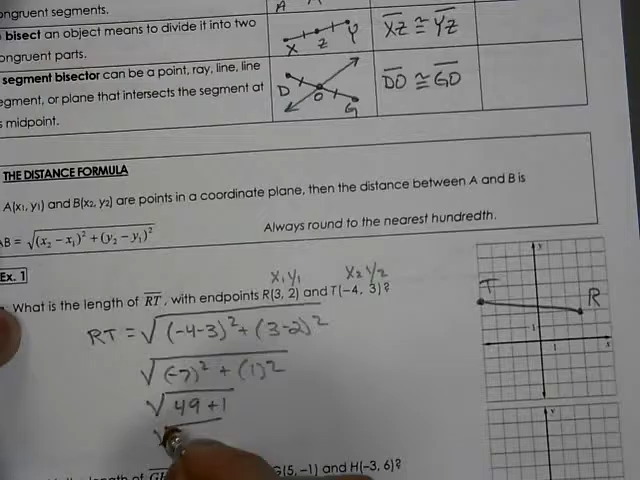 ongruent segments.
A
bisect an object means to divide it into two
ongruent parts.
X Z Y
XZ ≅ YZ
segment bisector can be a point, ray, line, line
egment, or plane that intersects the segment at
s midpoint.
D O G
DO ≅ GO
THE DISTANCE FORMULA
A(x₁, y₁) and B(x₂, y₂) are points in a coordinate plane, then the distance between A and B is
AB = √(x₂ − x₁)² + (y₂ − y₁)²
Always round to the nearest hundredth.
Ex. 1
X₁ Y₁ X₂ Y₂
What is the length of RT, with endpoints R(3, 2) and T(−4, 3)?
RT = √(-4-3)² + (3-2)²
√(-7)² + (1)²
√49+1
√
T R
y
x
1
1
y
G(5, −1) and H(−3, 6)?